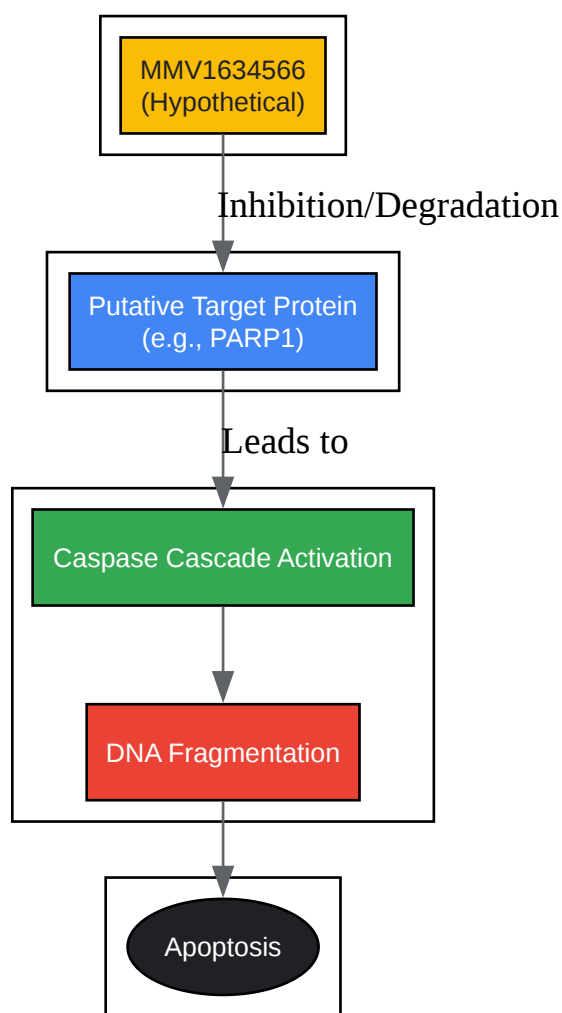 MMV1634566
(Hypothetical)
Inhibition/Degradation
Putative Target Protein
(e.g., PARP1)
Leads to
Caspase Cascade Activation
DNA Fragmentation
Apoptosis